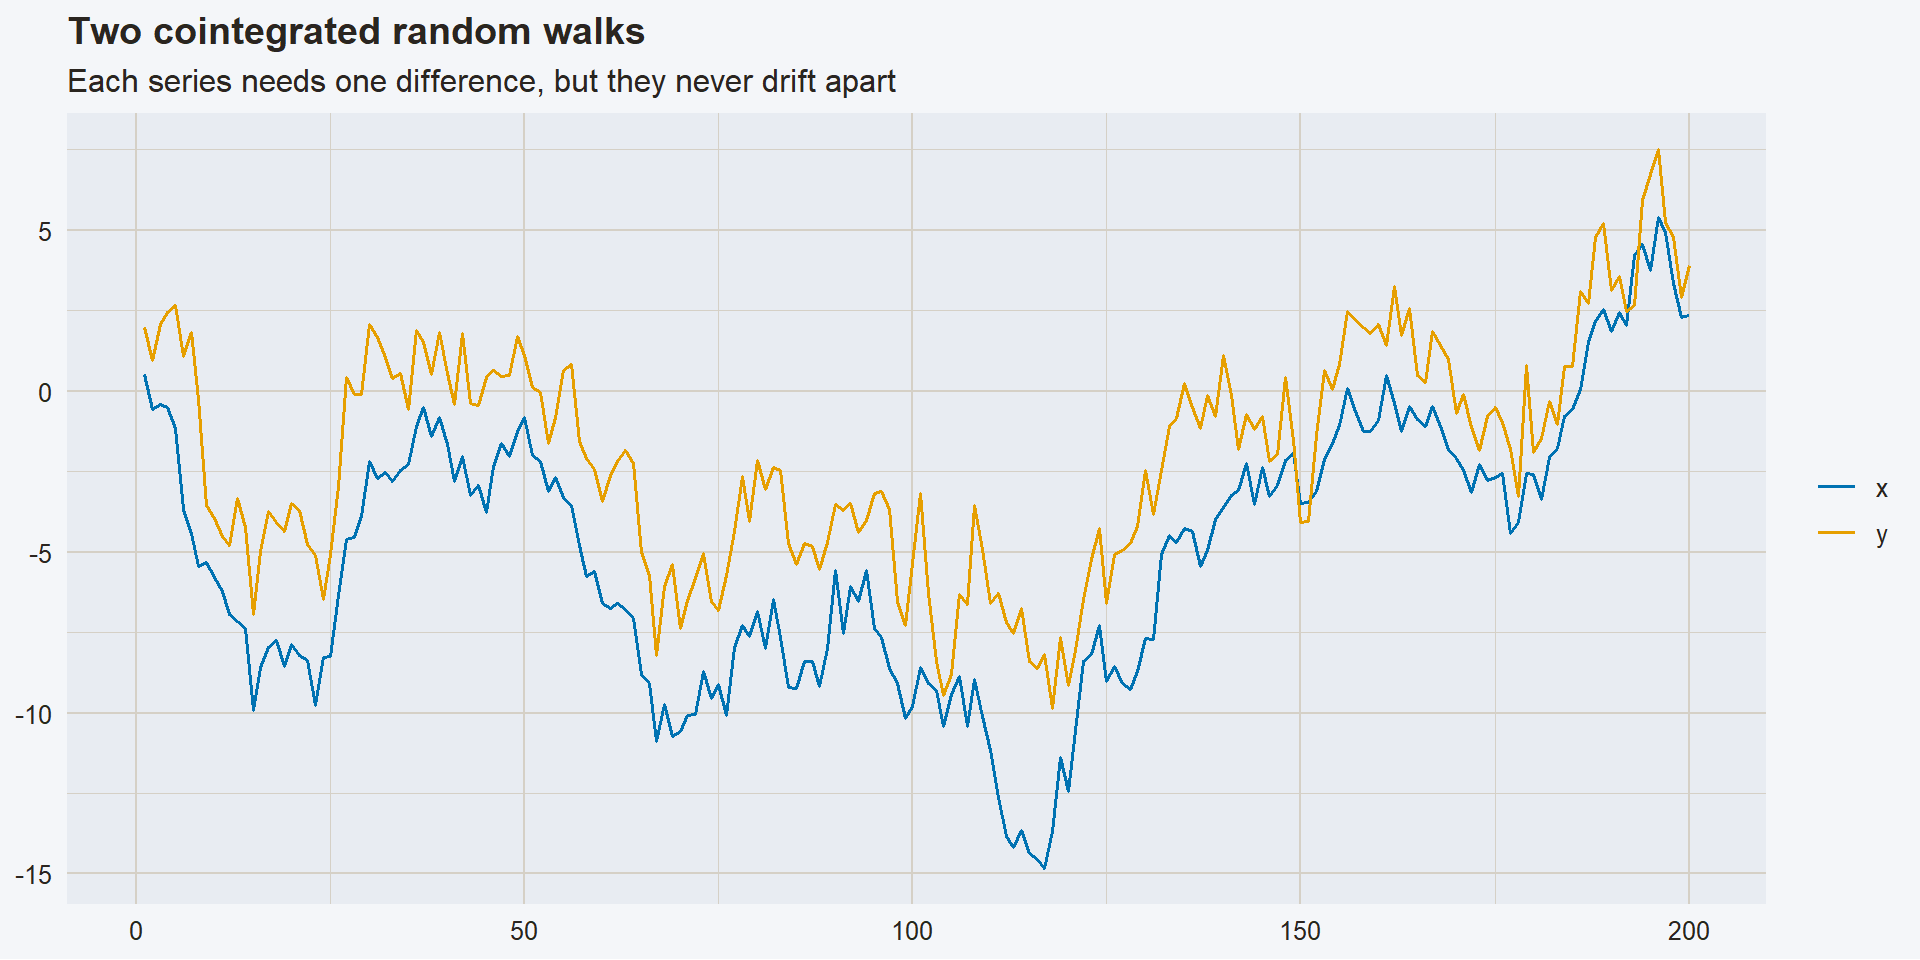 Two cointegrated random walks
Each series needs one difference, but they never drift apart
5
0
-5
-10
-15
0 50 100 150 200
x
y